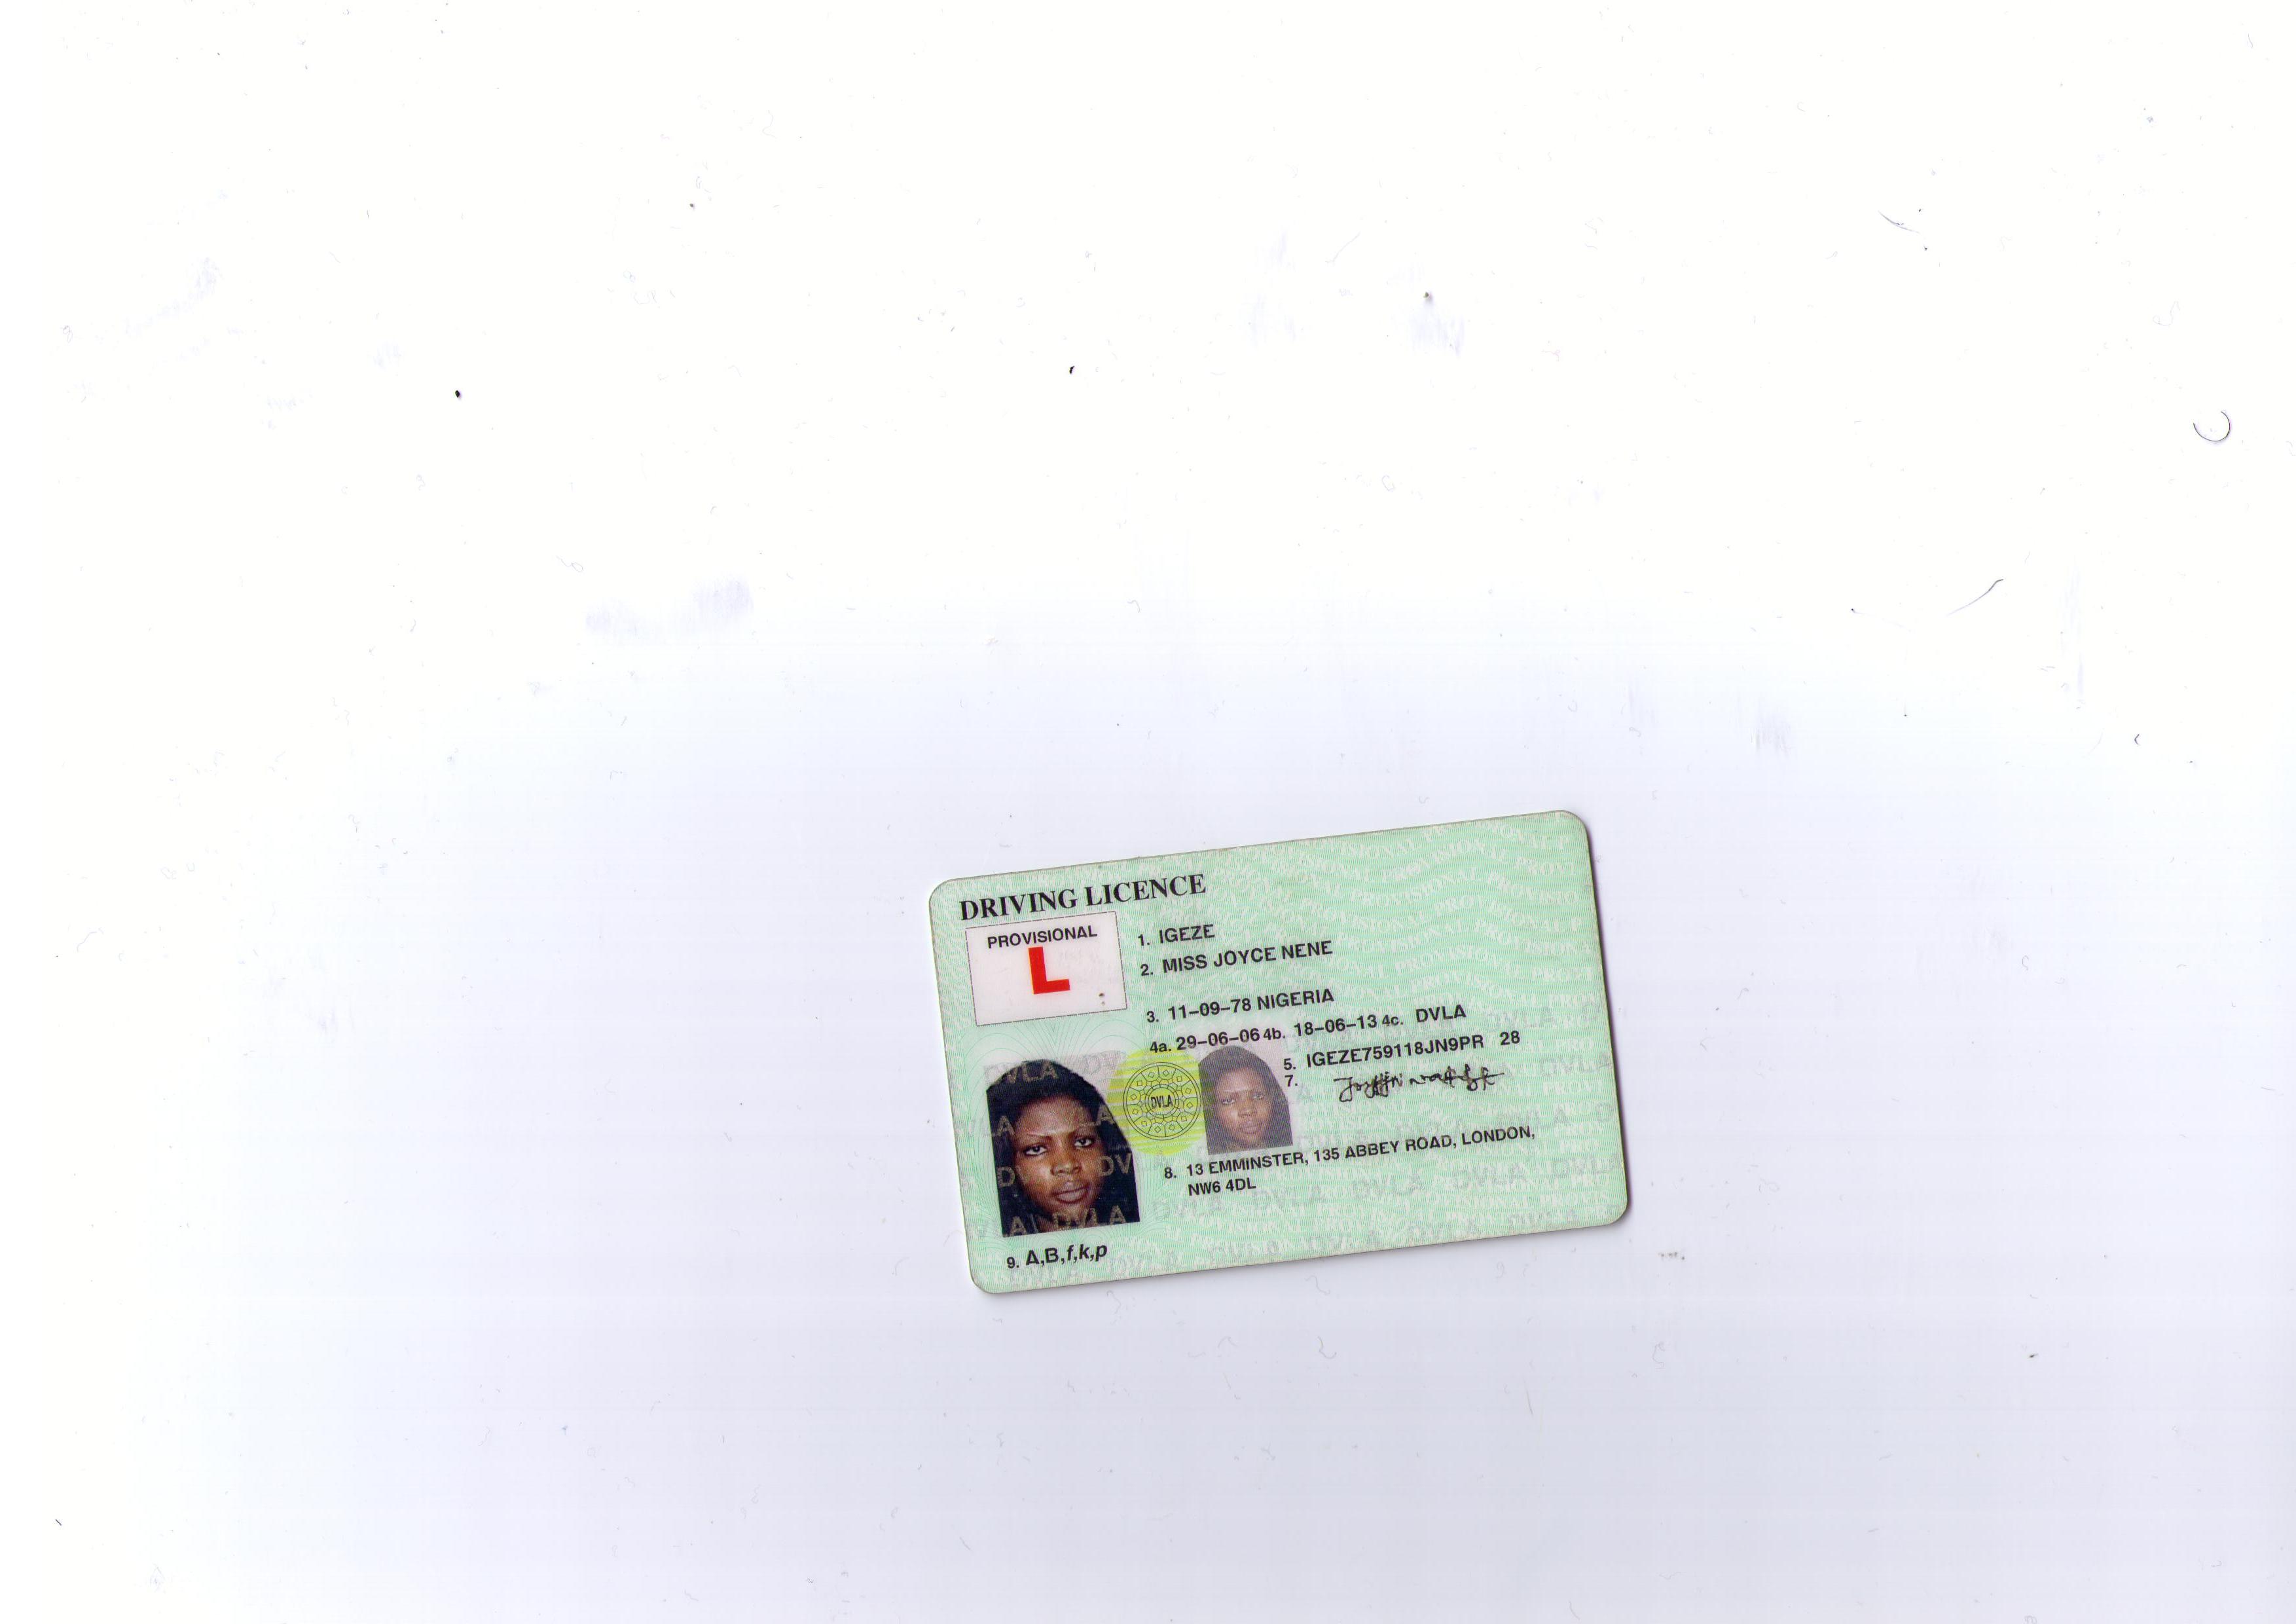 DRIVING LICENCE
PROVISIONAL
L
1. IGEZE
2. MISS JOYCE NENE
3. 11-09-78 NIGERIA
4a. 29-06-06 4b. 18-06-13 4c. DVLA
5. IGEZE759118JN9PR 28
7.
DVLA
8. 13 EMMINSTER, 135 ABBEY ROAD, LONDON,
NW6 4DL
9. A,B,f,k,p